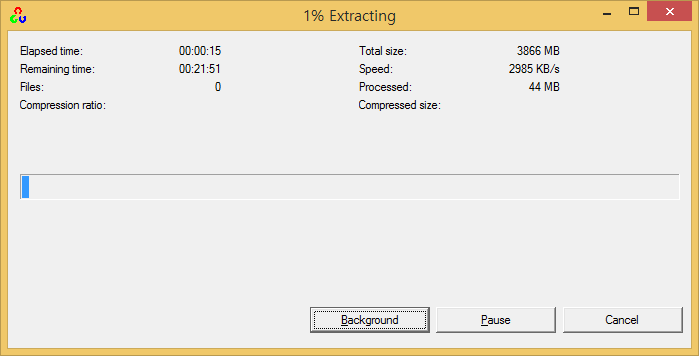 1% Extracting
Elapsed time: 00:00:15 Total size: 3866 MB
Remaining time: 00:21:51 Speed: 2985 KB/s
Files: 0 Processed: 44 MB
Compression ratio: Compressed size:
Background Pause Cancel